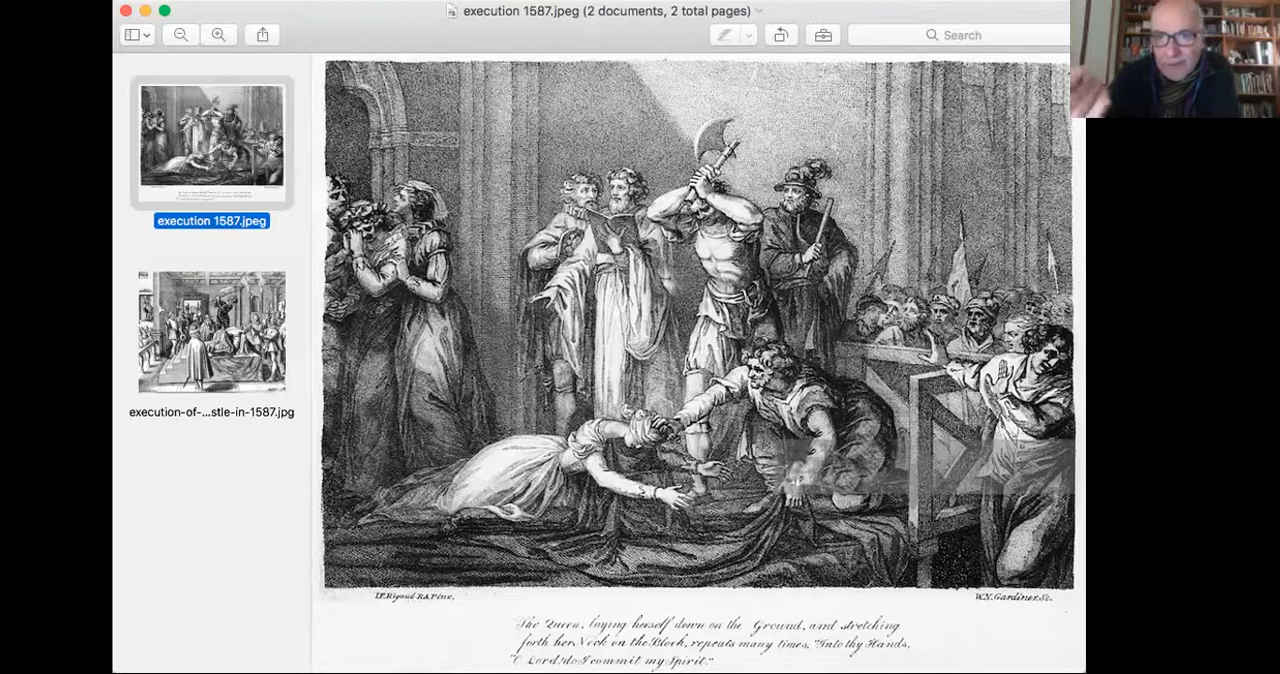 execution 1587.jpeg (2 documents, 2 total pages)
Search
execution 1587.jpeg
execution-of-...stle-in-1587.jpg
I.F. Rigaud R.A. Pinx.
W.N. Gardiner. Sc.
The Queen, laying herself down on the Ground, and stretching
forth her Neck on the Block, repeats many times, "Into thy Hands,
"O Lord! do I commit my Spirit."